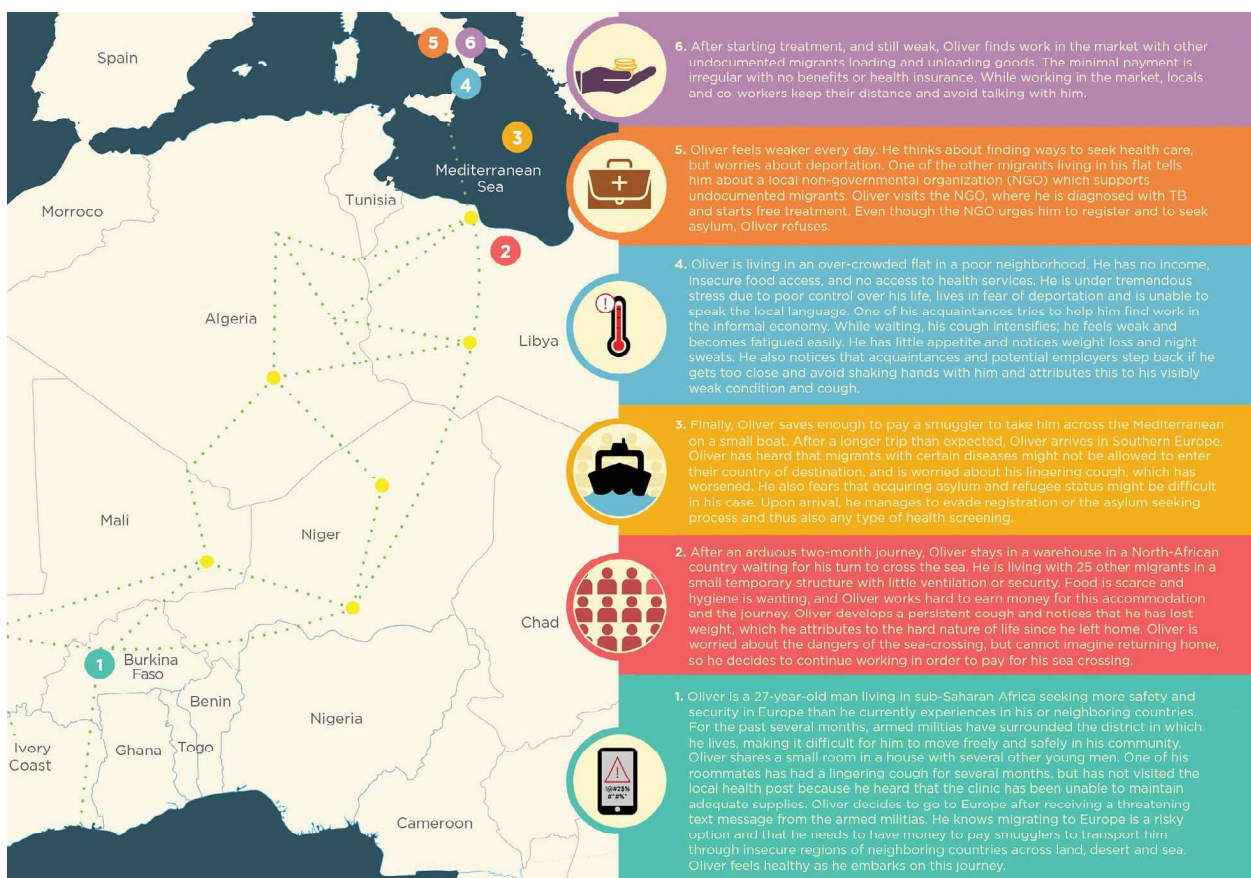 Spain
5
6
4
3
Mediterranean
Sea
Tunisia
Morroco
2
Algeria
Libya
Mali
Niger
Chad
1
Burkina
Faso
Benin
Nigeria
Ivory
Coast
Ghana
Togo
Cameroon
6. After starting treatment, and still weak, Oliver finds work in the market with other
undocumented migrants loading and unloading goods. The minimal payment is
irregular with no benefits or health insurance. While working in the market, locals
and co-workers keep their distance and avoid talking with him.
5. Oliver feels weaker every day. He thinks about finding ways to seek health care,
but worries about deportation. One of the other migrants living in his flat tells
him about a local non-governmental organization (NGO) which supports
undocumented migrants. Oliver visits the NGO, where he is diagnosed with TB
and starts free treatment. Even though the NGO urges him to register and to seek
asylum, Oliver refuses.
!
4. Oliver is living in an over-crowded flat in a poor neighborhood. He has no income,
insecure food access, and no access to health services. He is under tremendous
stress due to poor control over his life, lives in fear of deportation and is unable to
speak the local language. One of his acquaintances tries to help him find work in
the informal economy. While waiting, his cough intensifies; he feels weak and
becomes fatigued easily. He has little appetite and notices weight loss and night
sweats. He also notices that acquaintances and potential employers step back if he
gets too close and avoid shaking hands with him and attributes this to his visibly
weak condition and cough.
3. Finally, Oliver saves enough to pay a smuggler to take him across the Mediterranean
on a small boat. After a longer trip than expected, Oliver arrives in Southern Europe.
Oliver has heard that migrants with certain diseases might not be allowed to enter
their country of destination, and is worried about his lingering cough, which has
worsened. He also fears that acquiring asylum and refugee status might be difficult
in his case. Upon arrival, he manages to evade registration or the asylum seeking
process and thus also any type of health screening.
2. After an arduous two-month journey, Oliver stays in a warehouse in a North-African
country waiting for his turn to cross the sea. He is living with 25 other migrants in a
small temporary structure with little ventilation or security. Food is scarce and
hygiene is wanting, and Oliver works hard to earn money for this accommodation
and the journey. Oliver develops a persistent cough and notices that he has lost
weight, which he attributes to the hard nature of life since he left home. Oliver is
worried about the dangers of the sea-crossing, but cannot imagine returning home,
so he decides to continue working in order to pay for his sea crossing.
!
!@#2$%
#*#%*
1. Oliver is a 27-year-old man living in sub-Saharan Africa seeking more safety and
security in Europe than he currently experiences in his or neighboring countries.
For the past several months, armed militias have surrounded the district in which
he lives, making it difficult for him to move freely and safely in his community.
Oliver shares a small room in a house with several other young men. One of his
roommates has had a lingering cough for several months, but has not visited the
local health post because he heard that the clinic has been unable to maintain
adequate supplies. Oliver decides to go to Europe after receiving a threatening
text message from the armed militias. He knows migrating to Europe is a risky
option and that he needs to have money to pay smugglers to transport him
through insecure regions of neighboring countries across land, desert and sea.
Oliver feels healthy as he embarks on this journey.